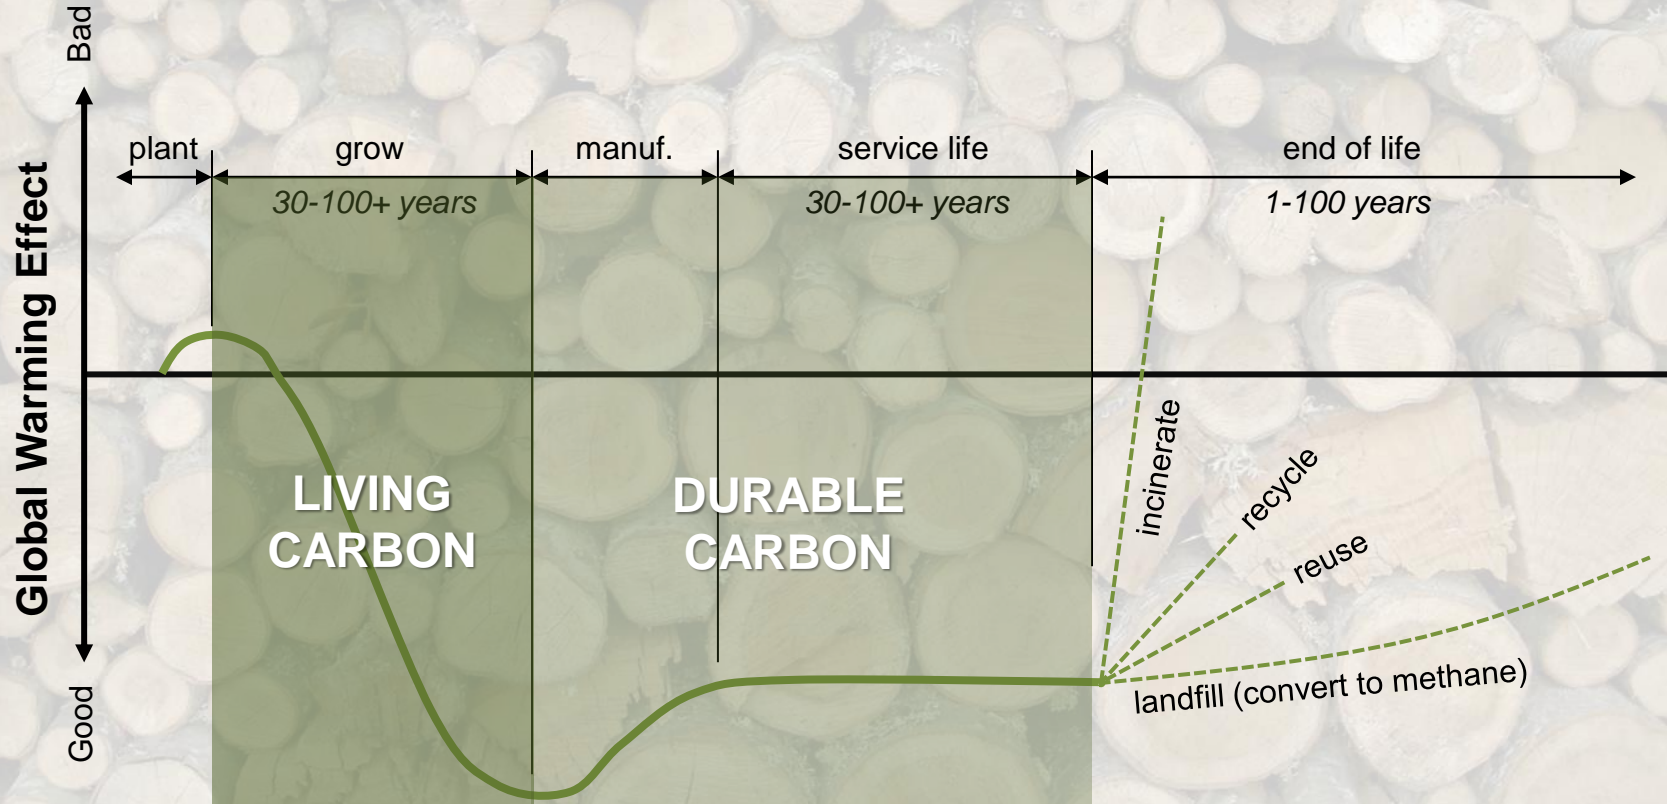 Bad
Global Warming Effect
Good
plant
grow
manuf.
service life
end of life
30-100+ years
30-100+ years
1-100 years
LIVING
CARBON
DURABLE
CARBON
incinerate
recycle
reuse
landfill (convert to methane)